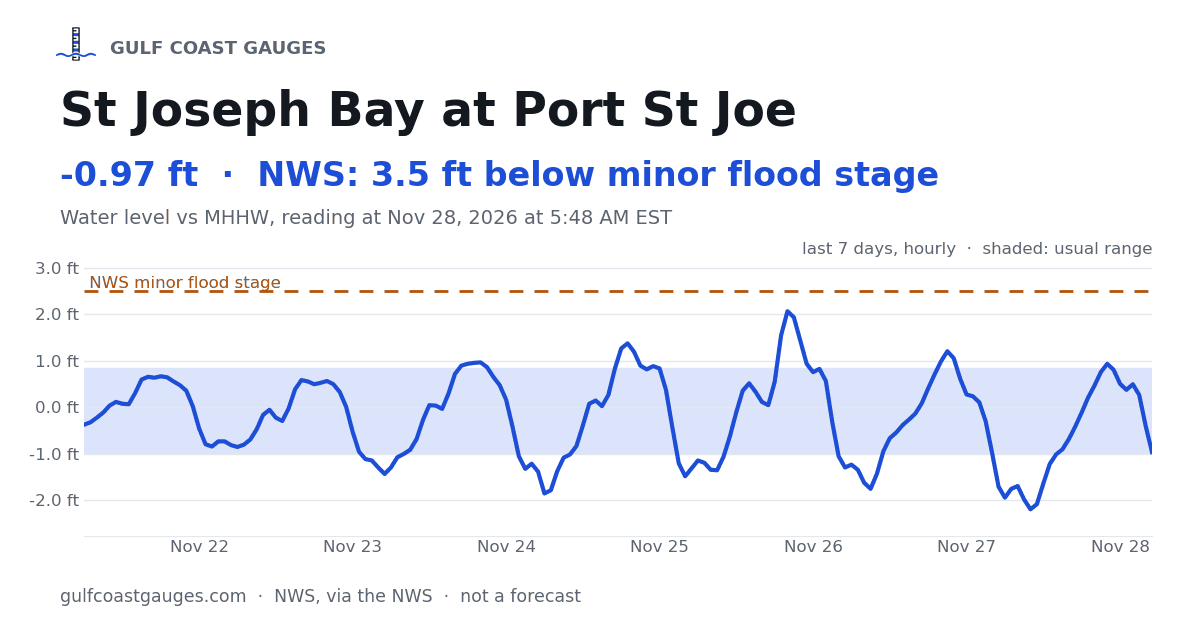 GULF COAST GAUGES
St Joseph Bay at Port St Joe
-0.97 ft · NWS: 3.5 ft below minor flood stage
Water level vs MHHW, reading at Nov 28, 2026 at 5:48 AM EST
last 7 days, hourly · shaded: usual range
3.0 ft
NWS minor flood stage
2.0 ft
1.0 ft
0.0 ft
-1.0 ft
-2.0 ft
Nov 22 Nov 23 Nov 24 Nov 25 Nov 26 Nov 27 Nov 28
gulfcoastgauges.com · NWS, via the NWS · not a forecast